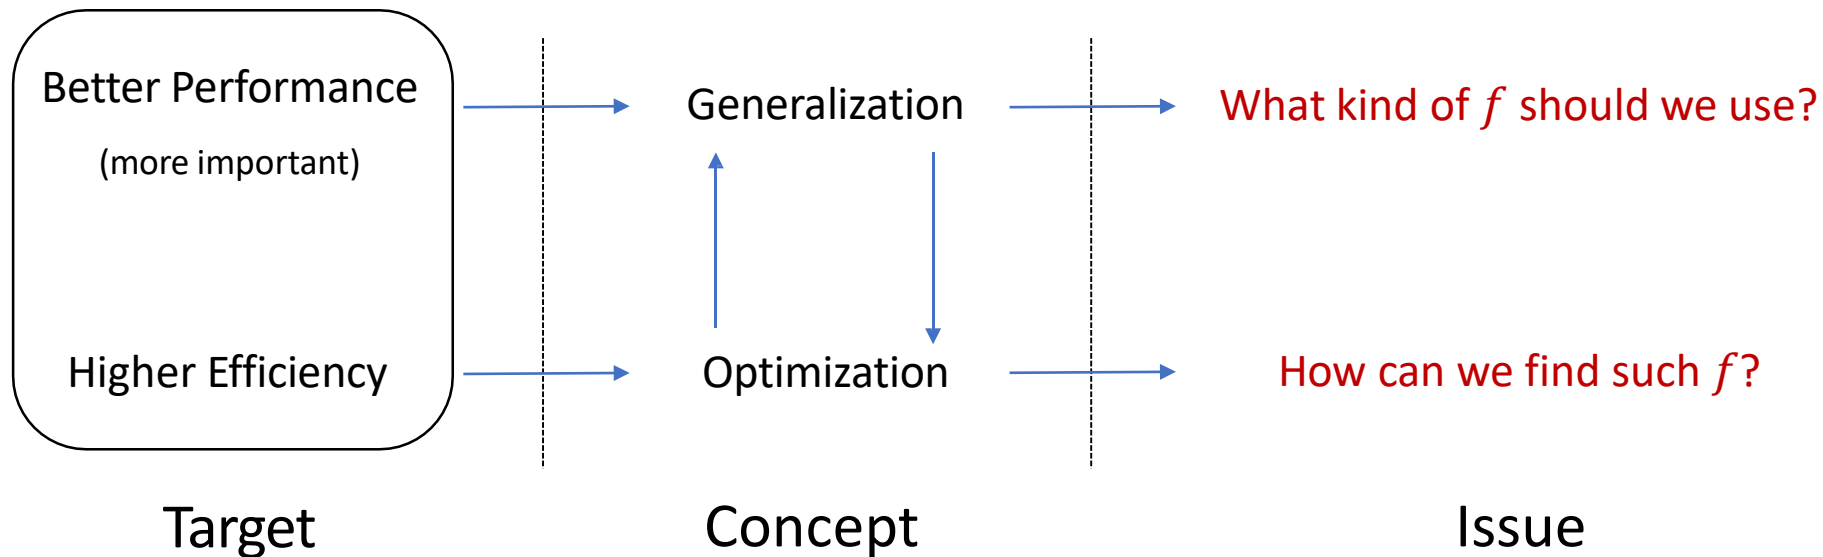 Better Performance
(more important)
Generalization
What kind of f should we use?
Higher Efficiency
Optimization
How can we find such f?
Target
Concept
Issue